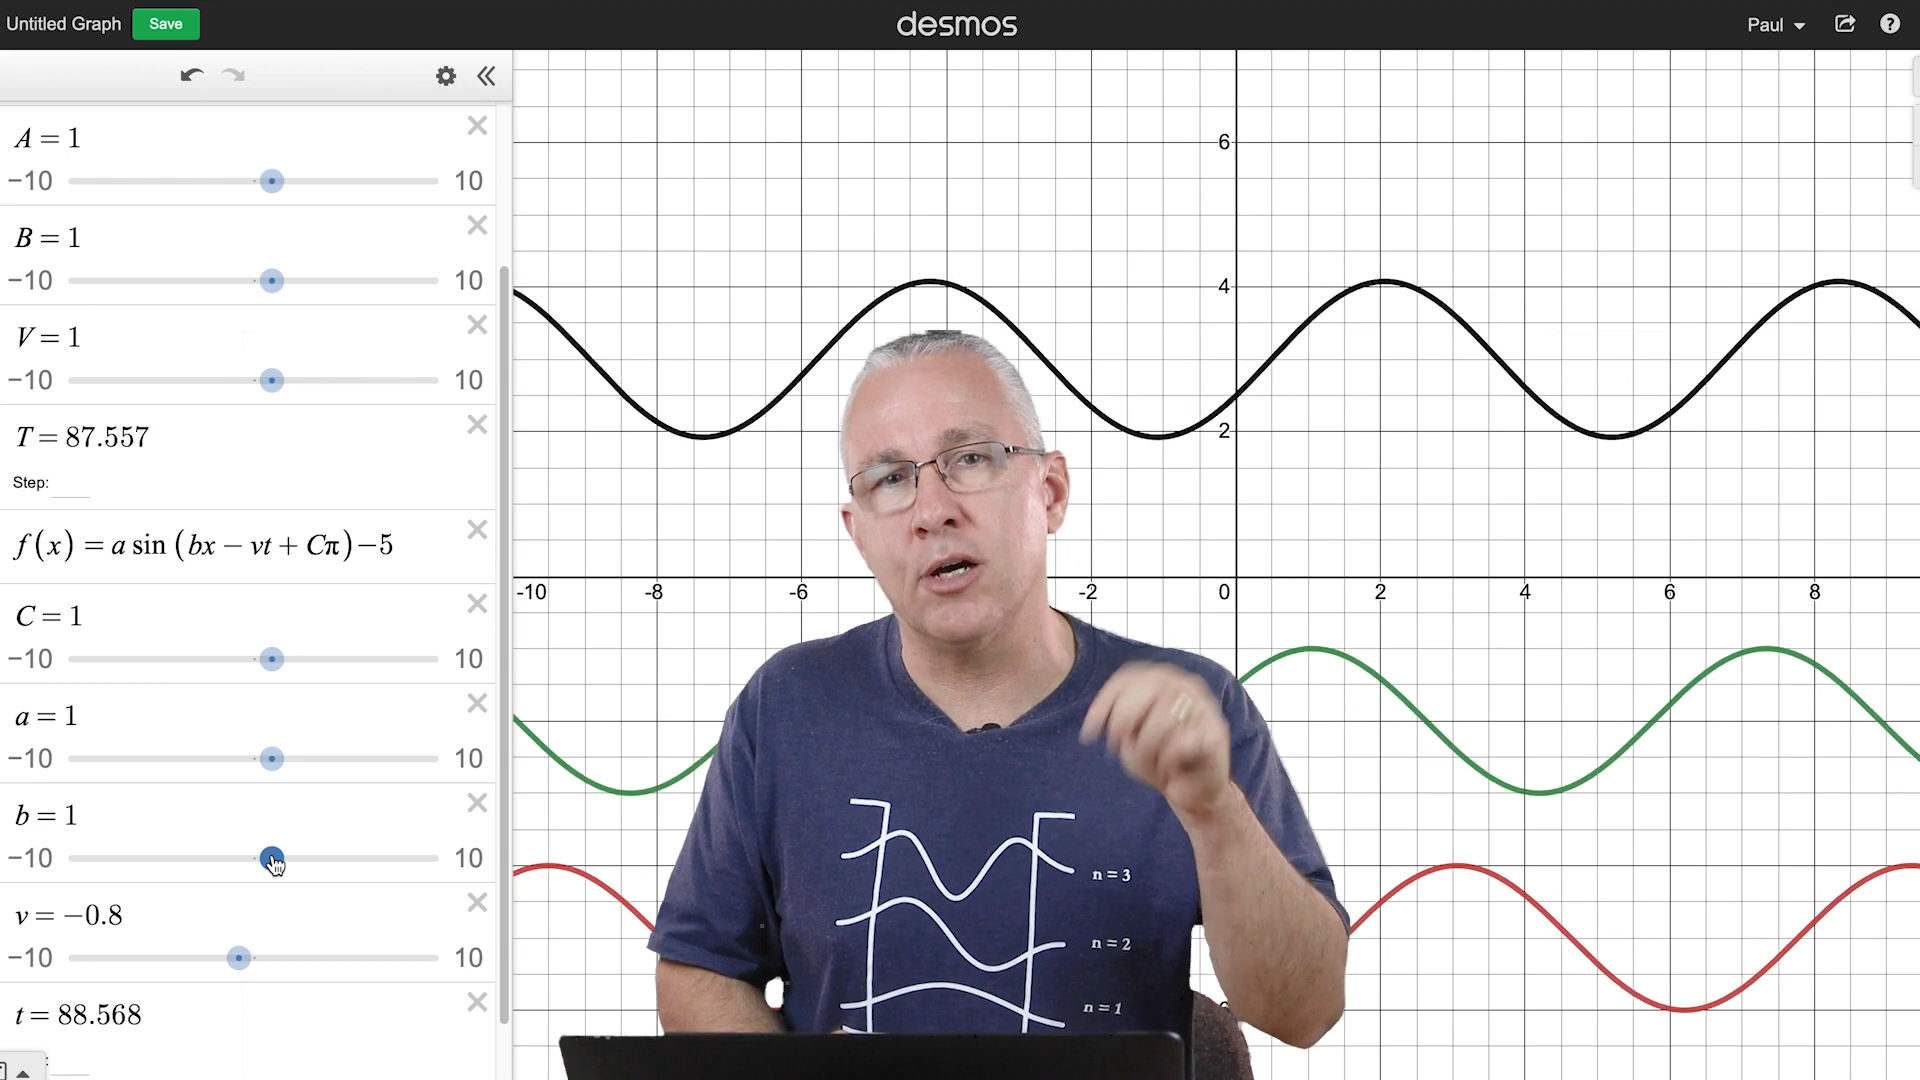 Untitled Graph Save desmos Paul
A = 1
−10 10
B = 1
−10 10
V = 1
−10 10
T = 87.557
Step:
f(x) = a sin (bx − vt + Cπ) −5
C = 1
−10 10
a = 1
−10 10
b = 1
−10 10
v = −0.8
−10 10
t = 88.568
6
4
2
-10 -8 -6 -2 0 2 4 6 8
n = 3
n = 2
n = 1